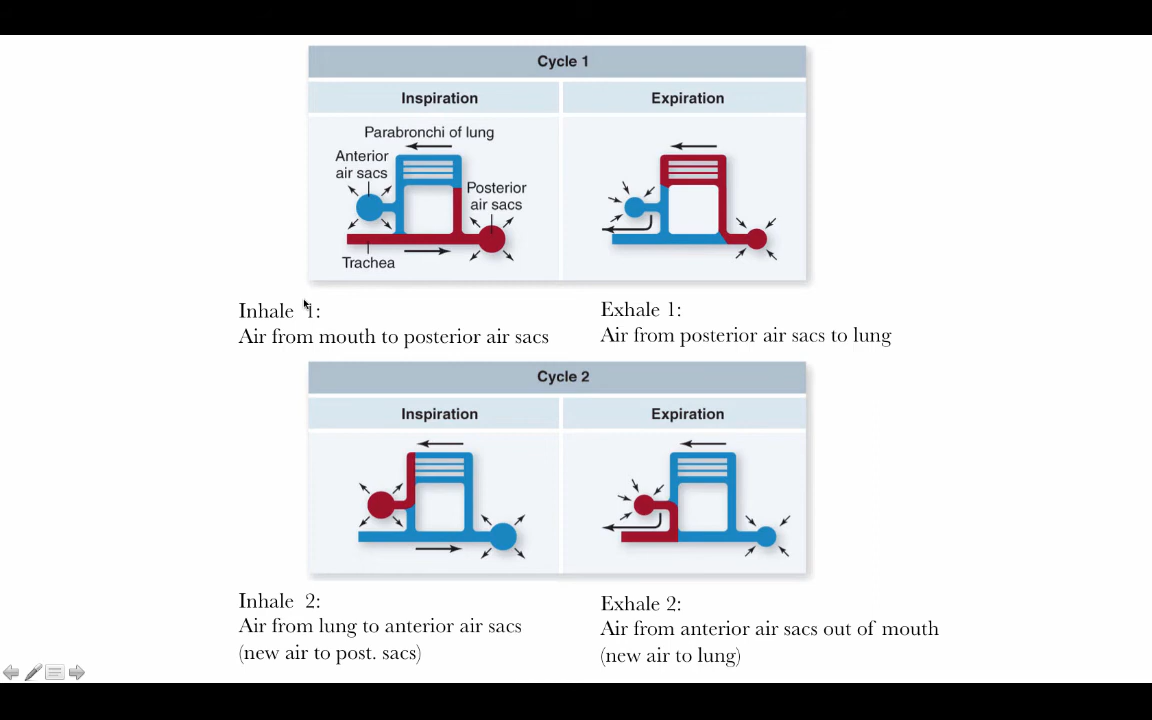 Cycle 1
Inspiration
Expiration
Parabronchi of lung
Anterior
air sacs
Posterior
air sacs
Trachea
Inhale 1:
Air from mouth to posterior air sacs
Exhale 1:
Air from posterior air sacs to lung
Cycle 2
Inspiration
Expiration
Inhale 2:
Air from lung to anterior air sacs
(new air to post. sacs)
Exhale 2:
Air from anterior air sacs out of mouth
(new air to lung)